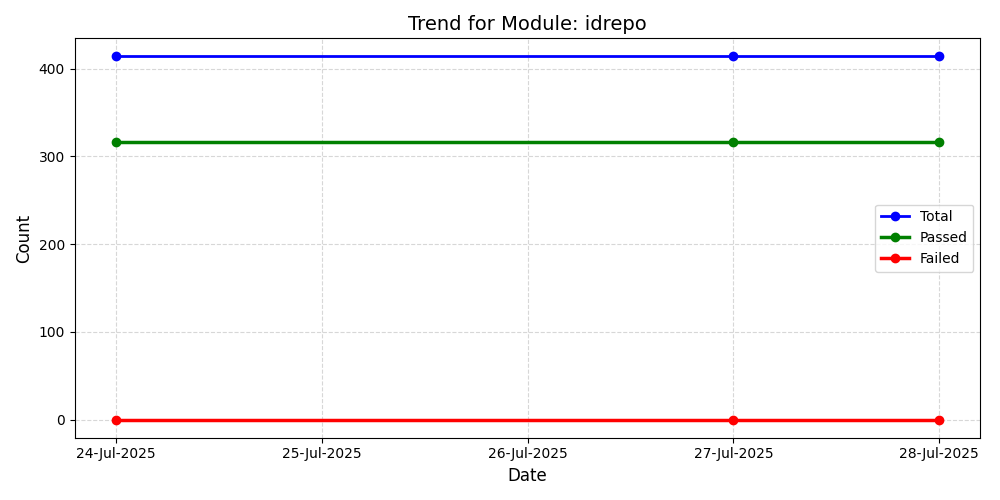 Trend for Module: idrepo
Count
400
300
200
100
0
Total
Passed
Failed
24-Jul-2025
25-Jul-2025
26-Jul-2025
27-Jul-2025
28-Jul-2025
Date